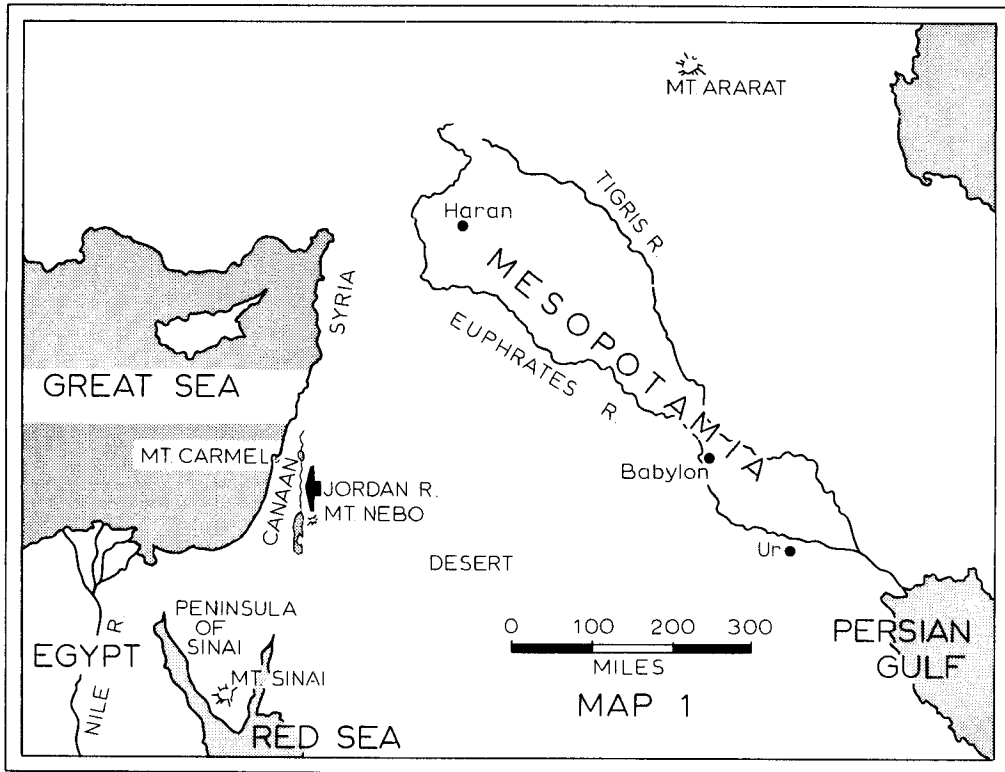 MT. ARARAT
TIGRIS R.
Haran
MESOPOTAMIA
SYRIA
EUPHRATES R.
GREAT SEA
MT. CARMEL
CANAAN
JORDAN R.
MT. NEBO
Babylon
Ur
DESERT
PENINSULA
OF
SINAI
MT. SINAI
EGYPT
NILE R
RED SEA
0 100 200 300
MILES
MAP 1
PERSIAN
GULF